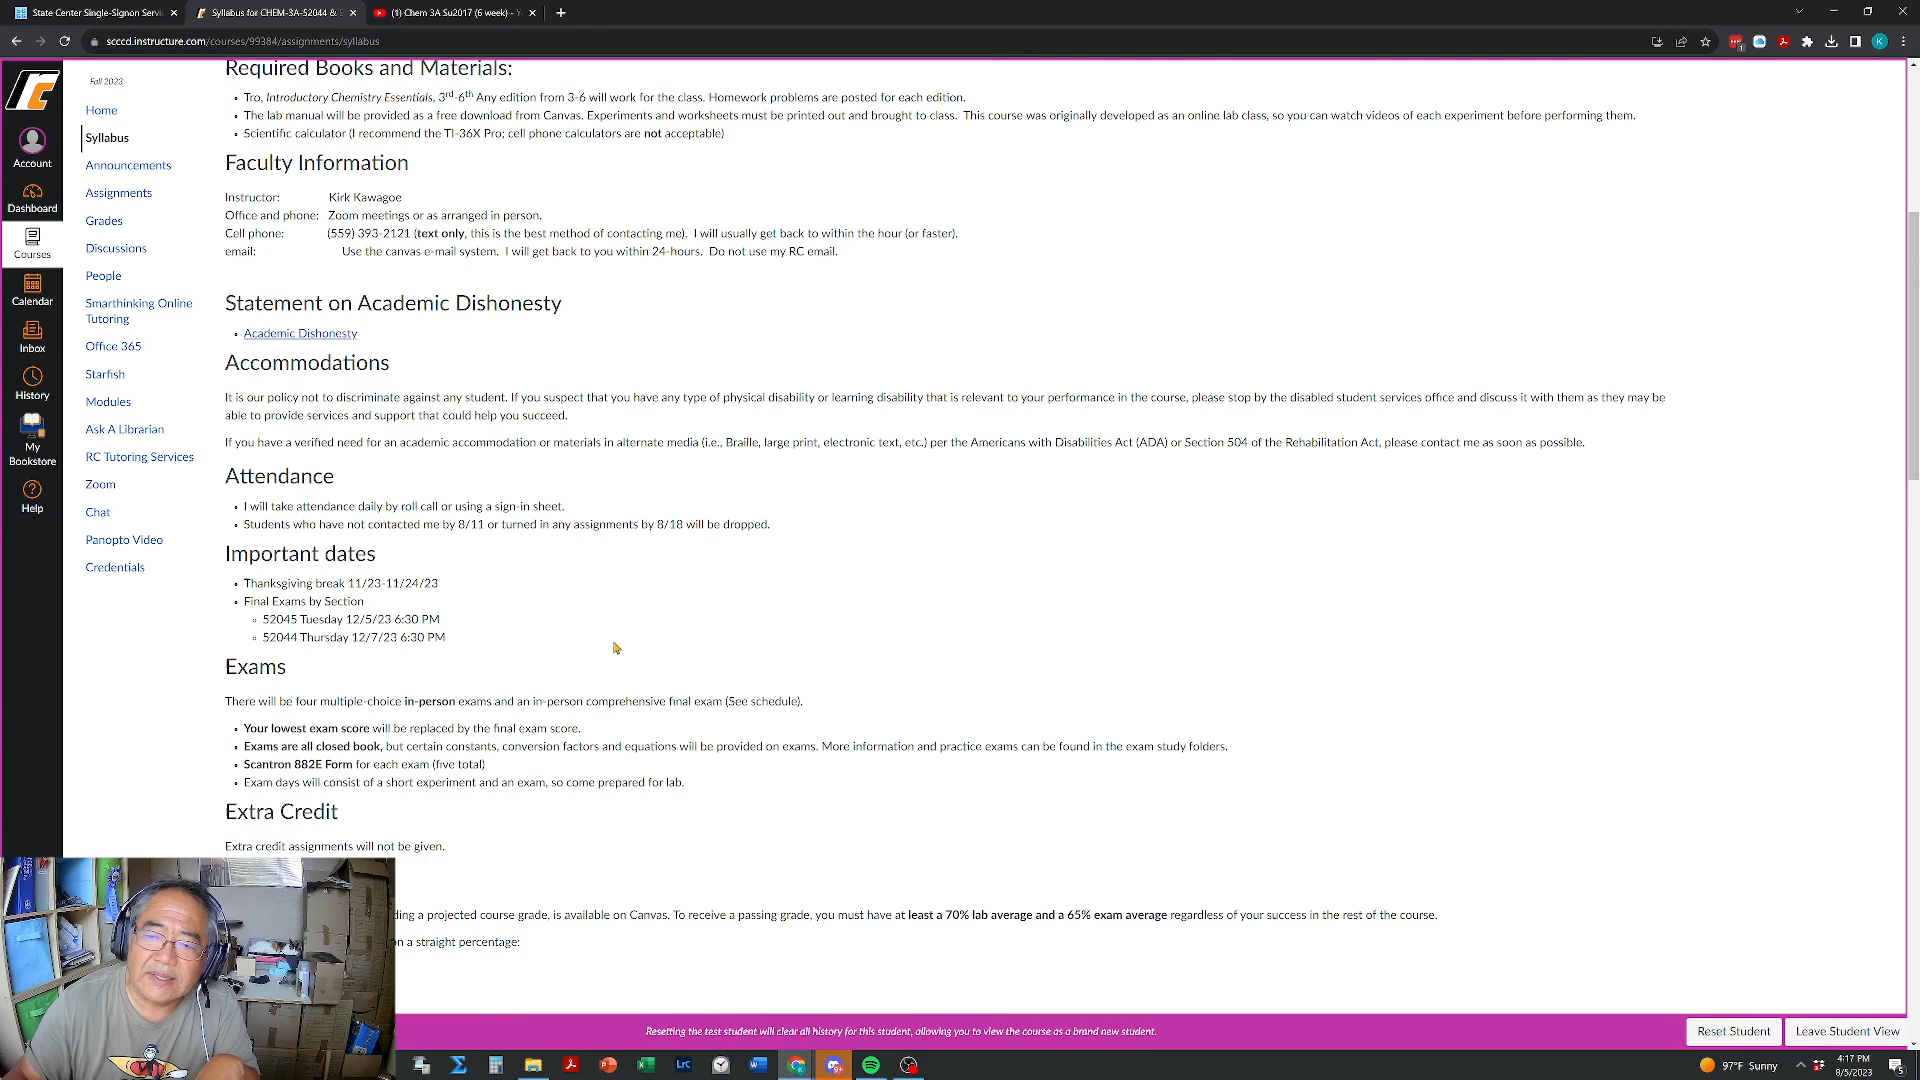 State Center Single-Signon Servi
Syllabus for CHEM-3A-52044 &
(1) Chem 3A Su2017 (6 week) -
scccd.instructure.com/courses/99384/assignments/syllabus
Fall 2023
Home
Syllabus
Announcements
Assignments
Grades
Discussions
People
Smarthinking Online
Tutoring
Office 365
Starfish
Modules
Ask A Librarian
RC Tutoring Services
Zoom
Chat
Panopto Video
Credentials
Account
Dashboard
Courses
Calendar
Inbox
History
My
Bookstore
Help
Required Books and Materials:
Tro, Introductory Chemistry Essentials, 3rd-6th Any edition from 3-6 will work for the class. Homework problems are posted for each edition.
The lab manual will be provided as a free download from Canvas. Experiments and worksheets must be printed out and brought to class. This course was originally developed as an online lab class, so you can watch videos of each experiment before performing them.
Scientific calculator (I recommend the TI-36X Pro; cell phone calculators are not acceptable)
Faculty Information
Instructor: Kirk Kawagoe
Office and phone: Zoom meetings or as arranged in person.
Cell phone: (559) 393-2121 (text only, this is the best method of contacting me). I will usually get back to within the hour (or faster).
email: Use the canvas e-mail system. I will get back to you within 24-hours. Do not use my RC email.
Statement on Academic Dishonesty
Academic Dishonesty
Accommodations
It is our policy not to discriminate against any student. If you suspect that you have any type of physical disability or learning disability that is relevant to your performance in the course, please stop by the disabled student services office and discuss it with them as they may be
able to provide services and support that could help you succeed.
If you have a verified need for an academic accommodation or materials in alternate media (i.e., Braille, large print, electronic text, etc.) per the Americans with Disabilities Act (ADA) or Section 504 of the Rehabilitation Act, please contact me as soon as possible.
Attendance
I will take attendance daily by roll call or using a sign-in sheet.
Students who have not contacted me by 8/11 or turned in any assignments by 8/18 will be dropped.
Important dates
Thanksgiving break 11/23-11/24/23
Final Exams by Section
52045 Tuesday 12/5/23 6:30 PM
52044 Thursday 12/7/23 6:30 PM
Exams
There will be four multiple-choice in-person exams and an in-person comprehensive final exam (See schedule).
Your lowest exam score will be replaced by the final exam score.
Exams are all closed book, but certain constants, conversion factors and equations will be provided on exams. More information and practice exams can be found in the exam study folders.
Scantron 882E Form for each exam (five total)
Exam days will consist of a short experiment and an exam, so come prepared for lab.
Extra Credit
Extra credit assignments will not be given.
ding a projected course grade, is available on Canvas. To receive a passing grade, you must have at least a 70% lab average and a 65% exam average regardless of your success in the rest of the course.
on a straight percentage:
Resetting the test student will clear all history for this student, allowing you to view the course as a brand new student.
Reset Student
Leave Student View
97°F Sunny
4:17 PM
8/5/2023